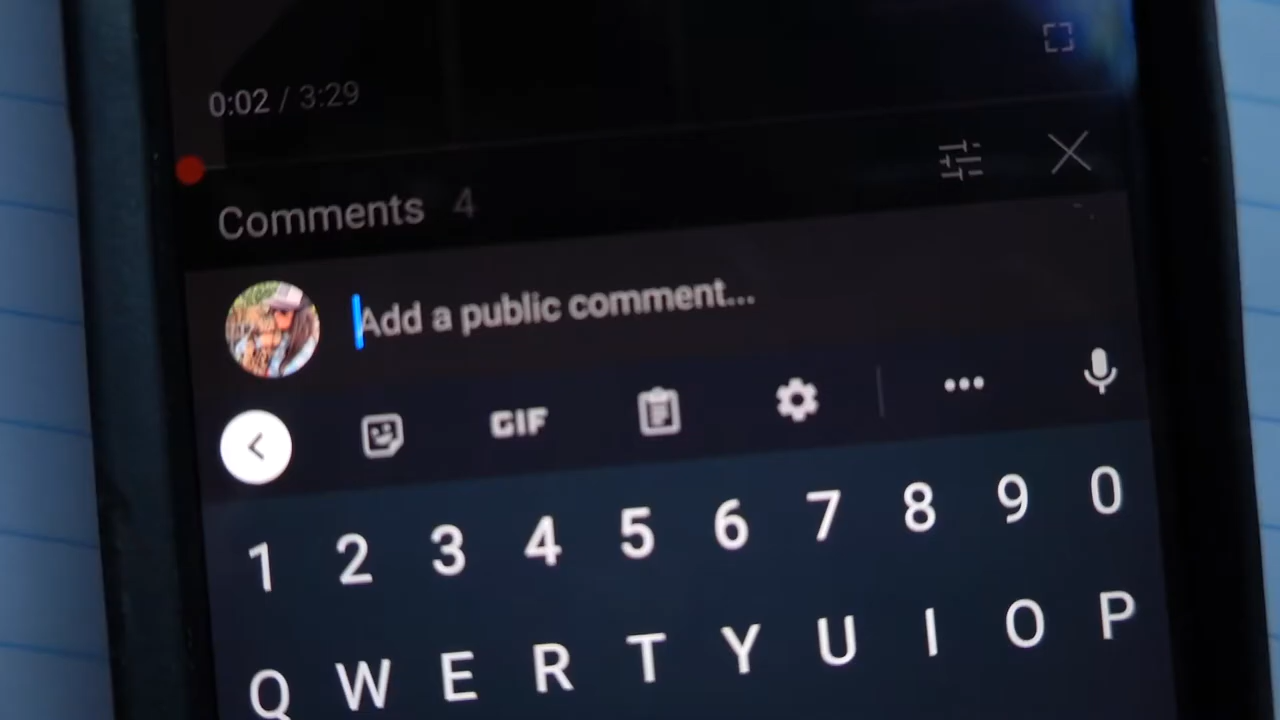 0:02 / 3:29
Comments 4
Add a public comment...
GIF
1 2 3 4 5 6 7 8 9 0
Q W E R T Y U I O P